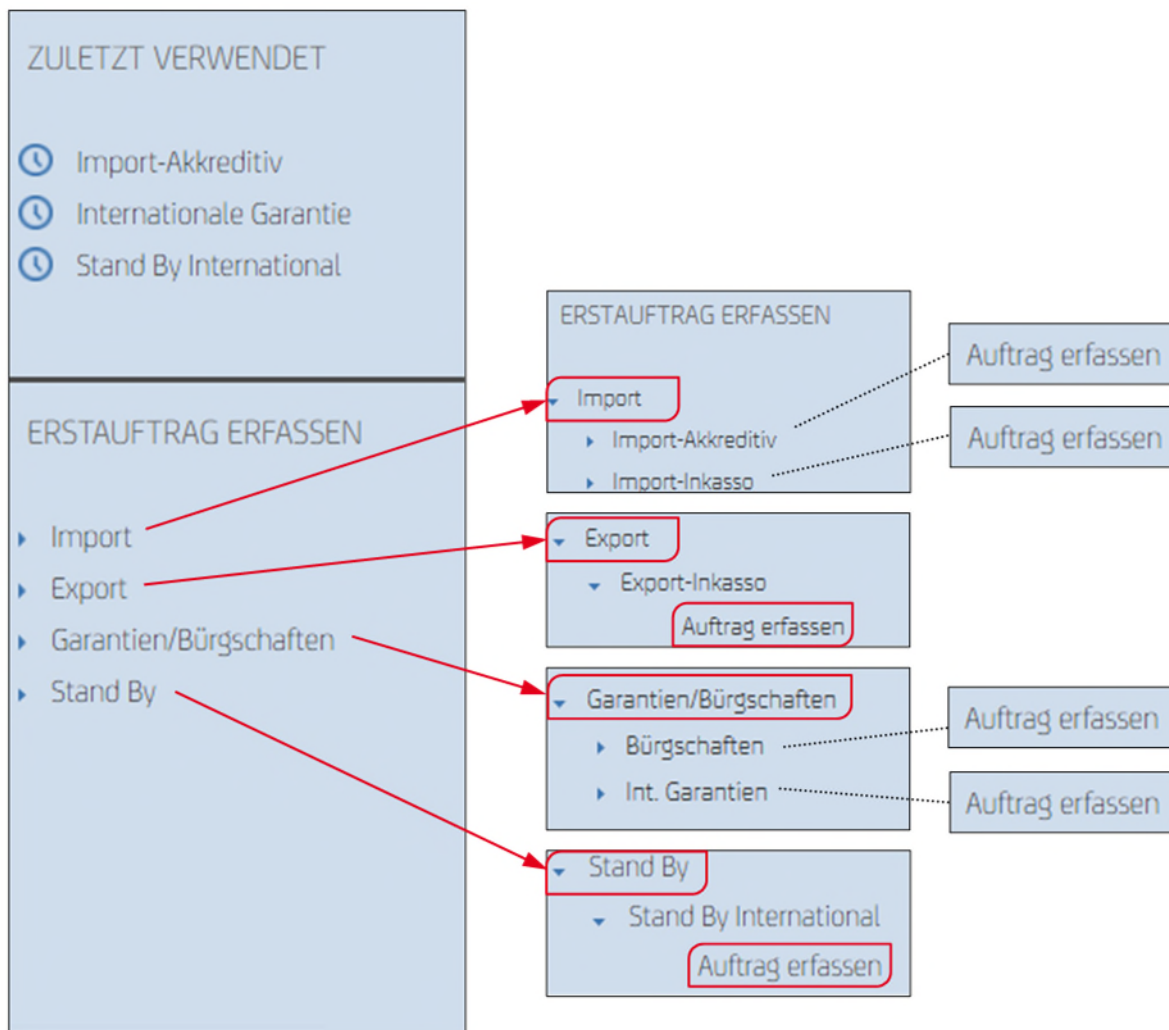 ZULETZT VERWENDET
Import-Akkreditiv
Internationale Garantie
Stand By International
ERSTAUFTRAG ERFASSEN
Import
Export
Garantien/Bürgschaften
Stand By
ERSTAUFTRAG ERFASSEN
Import
Import-Akkreditiv
Import-Inkasso
Auftrag erfassen
Auftrag erfassen
Export
Export-Inkasso
Auftrag erfassen
Garantien/Bürgschaften
Bürgschaften
Int. Garantien
Auftrag erfassen
Auftrag erfassen
Stand By
Stand By International
Auftrag erfassen